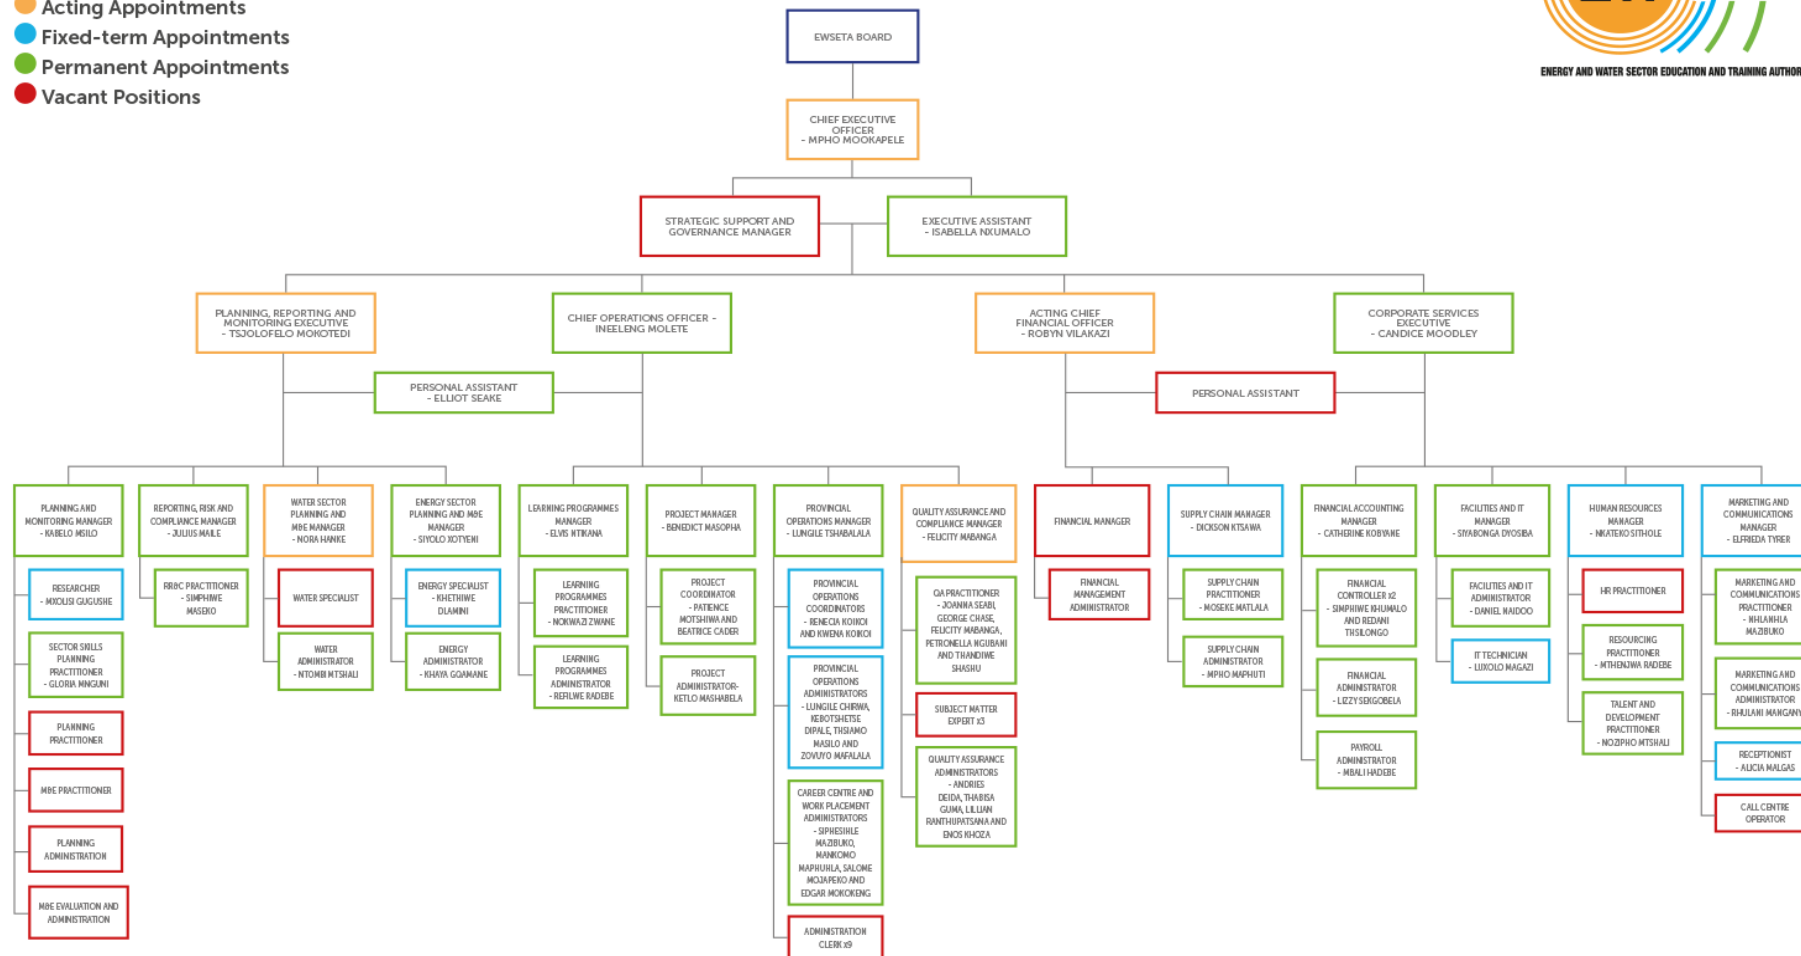 Acting Appointments
Fixed-term Appointments
Permanent Appointments
Vacant Positions
ENERGY AND WATER SECTOR EDUCATION AND TRAINING AUTHOR
EWSETA BOARD
CHIEF EXECUTIVE
OFFICER
- MPHO MOOKAPELE
STRATEGIC SUPPORT AND
GOVERNANCE MANAGER
EXECUTIVE ASSISTANT
- ISABELLA NXUMALO
PLANNING, REPORTING AND
MONITORING EXECUTIVE
- TSJOLOFELO MOKOTEDI
CHIEF OPERATIONS OFFICER -
INEELENG MOLETE
ACTING CHIEF
FINANCIAL OFFICER
- ROBYN VILAKAZI
CORPORATE SERVICES
EXECUTIVE
- CANDICE MOODLEY
PERSONAL ASSISTANT
- ELLIOT SEAKE
PERSONAL ASSISTANT
PLANNING AND
MONITORING MANAGER
- KABELO MSILO
RESEARCHER
- MXOLISI GUGUSHE
SECTOR SKILLS
PLANNING
PRACTITIONER
- GLORIA MNGUNI
PLANNING
PRACTITIONER
M&E PRACTITIONER
PLANNING
ADMINISTRATION
M&E EVALUATION AND
ADMINISTRATION
REPORTING, RISK AND
COMPLIANCE MANAGER
- JULIUS MAILE
RR&C PRACTITIONER
- SIMPHIWE
MASEKO
WATER SECTOR
PLANNING AND
M&E MANAGER
- NORA HANKE
WATER SPECIALIST
WATER
ADMINISTRATOR
- NTOMBI MTSHALI
ENERGY SECTOR
PLANNING AND M&E
MANAGER
- SIYOLO XOTYENI
ENERGY SPECIALIST
- KHETHIWE
DLAMINI
ENERGY
ADMINISTRATOR
- KHAYA GQAMANE
LEARNING PROGRAMMES
MANAGER
- ELVIS NTIKANA
LEARNING
PROGRAMMES
PRACTITIONER
- NOKWAZI ZWANE
LEARNING
PROGRAMMES
ADMINISTRATOR
- REFILWE RADEBE
PROJECT MANAGER
- BENEDICT MASOPHA
PROJECT
COORDINATOR
- PATIENCE
MOTSHIWA AND
BEATRICE CADER
PROJECT
ADMINISTRATOR-
KETLO MASHABELA
PROVINCIAL
OPERATIONS MANAGER
- LUNGILE TSHABALALA
PROVINCIAL
OPERATIONS
COORDINATORS
- RENECIA KOIKOI
AND KWENA KOIKOI
PROVINCIAL
OPERATIONS
ADMINISTRATORS
- LUNGILE CHIRWA,
KEBOTSHETSE
DIPALE, THSIAMO
MASILO AND
ZOVUYO MAFALALA
CAREER CENTRE AND
WORK PLACEMENT
ADMINISTRATORS
- SIPHESIHLE
MAZIBUKO,
MANKOMO
MAPHUHLA, SALOME
MOJAPEKO AND
EDGAR MOKOKENG
ADMINISTRATION
CLERK x9
QUALITY ASSURANCE AND
COMPLIANCE MANAGER
- FELICITY MABANGA
QA PRACTITIONER
- JOANNA SEABI,
GEORGE CHASE,
FELICITY MABANGA,
PETRONELLA NGUBANI
AND THANDIWE
SHASHU
SUBJECT MATTER
EXPERT x3
QUALITY ASSURANCE
ADMINISTRATORS
- ANDRIES
DEIDA, THABISA
GUMA, LILLIAN
RANTHUPATSANA AND
ENOS KHOZA
FINANCIAL MANAGER
FINANCIAL
MANAGEMENT
ADMINISTRATOR
SUPPLY CHAIN MANAGER
- DICKSON KTSAWA
SUPPLY CHAIN
PRACTITIONER
- MOSEKE MATLALA
SUPPLY CHAIN
ADMINISTRATOR
- MPHO MAPHUTI
FINANCIAL ACCOUNTING
MANAGER
- CATHERINE KOBYANE
FINANCIAL
CONTROLLER x2
- SIMPHIWE KHUMALO
AND REDANI
THSILONGO
FINANCIAL
ADMINISTRATOR
- LIZZY SEKGOBELA
PAYROLL
ADMINISTRATOR
- MBALI HADEBE
FACILITIES AND IT
MANAGER
- SIYABONGA DYOSIBA
FACILITIES AND IT
ADMINISTRATOR
- DANIEL NAIDOO
IT TECHNICIAN
- LUXOLO MAGAZI
HUMAN RESOURCES
MANAGER
- NKATEKO SITHOLE
HR PRACTITIONER
RESOURCING
PRACTITIONER
- MTHENJWA RADEBE
TALENT AND
DEVELOPMENT
PRACTITIONER
- NOZIPHO MTSHALI
MARKETING AND
COMMUNICATIONS
MANAGER
- ELFRIEDA TYRER
MARKETING AND
COMMUNICATIONS
PRACTITIONER
- NHLANHLA
MAZIBUKO
MARKETING AND
COMMUNICATIONS
ADMINISTRATOR
- RHULANI MANGANY
RECEPTIONIST
- ALICIA MALGAS
CALL CENTRE
OPERATOR